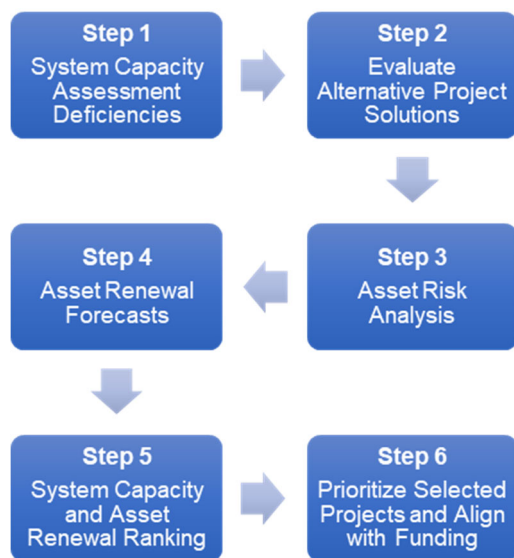 Step 1
System Capacity
Assessment
Deficiencies
Step 2
Evaluate
Alternative Project
Solutions
Step 3
Asset Risk
Analysis
Step 4
Asset Renewal
Forecasts
Step 5
System Capacity
and Asset
Renewal Ranking
Step 6
Prioritize Selected
Projects and Align
with Funding